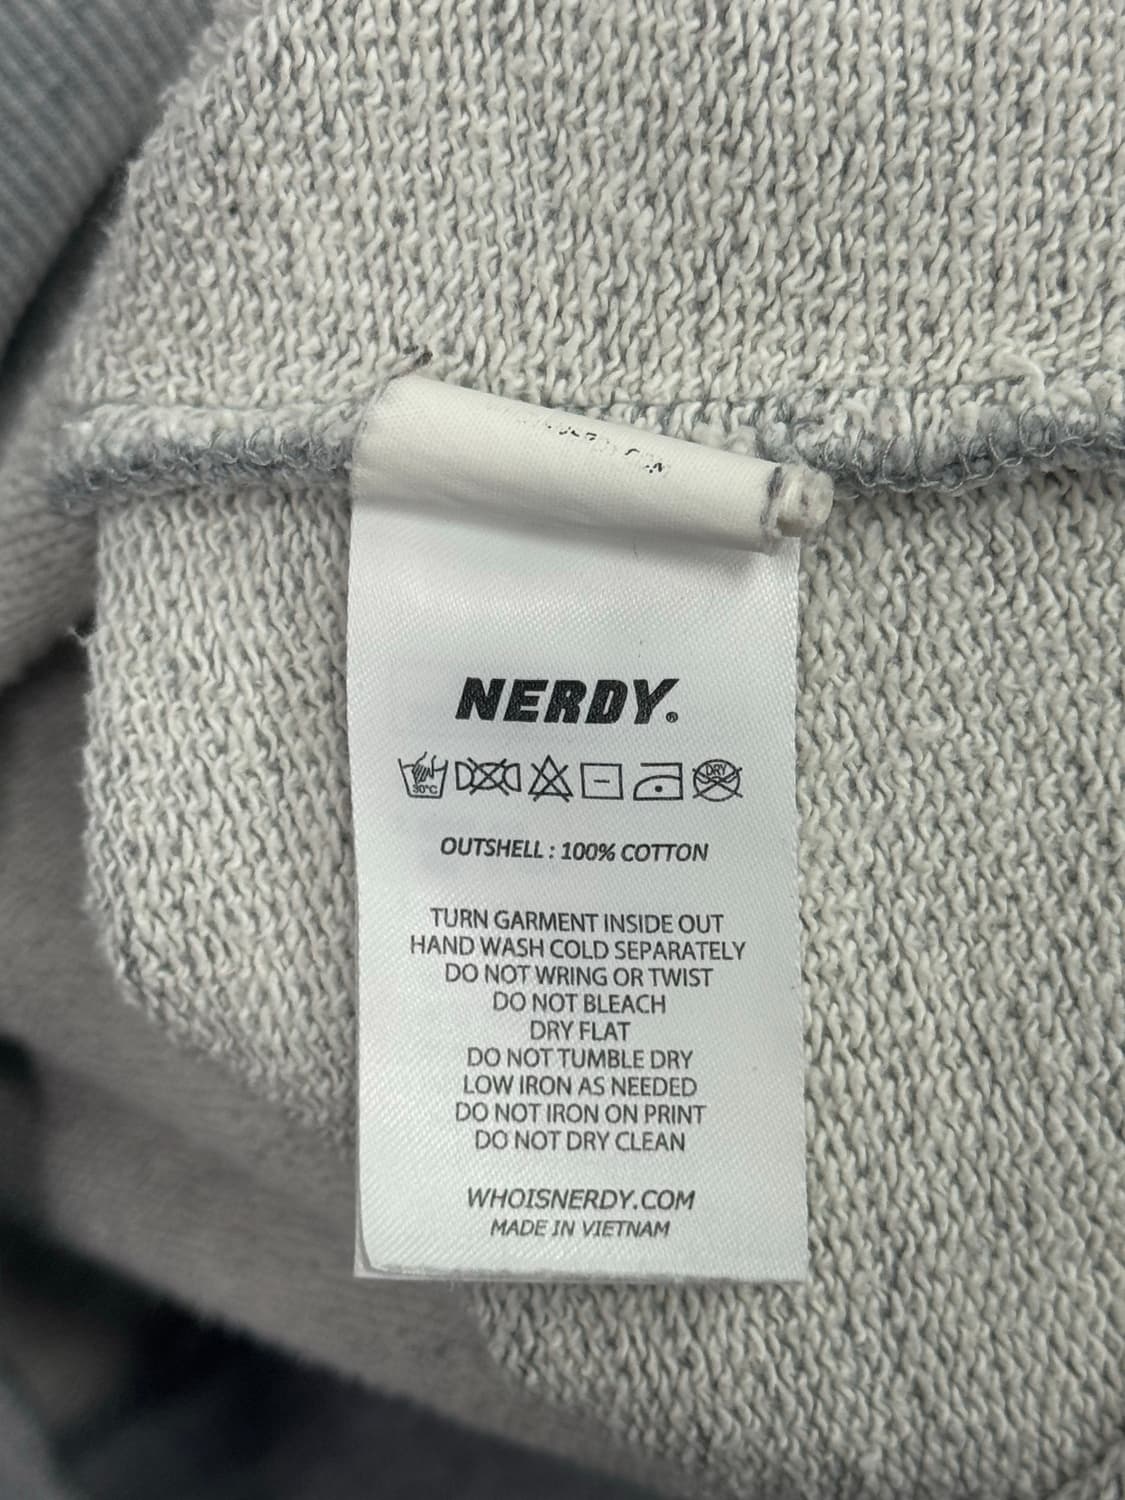 NERDY®
30°C
DRY
OUTSHELL : 100% COTTON
TURN GARMENT INSIDE OUT
HAND WASH COLD SEPARATELY
DO NOT WRING OR TWIST
DO NOT BLEACH
DRY FLAT
DO NOT TUMBLE DRY
LOW IRON AS NEEDED
DO NOT IRON ON PRINT
DO NOT DRY CLEAN
WHOISNERDY.COM
MADE IN VIETNAM